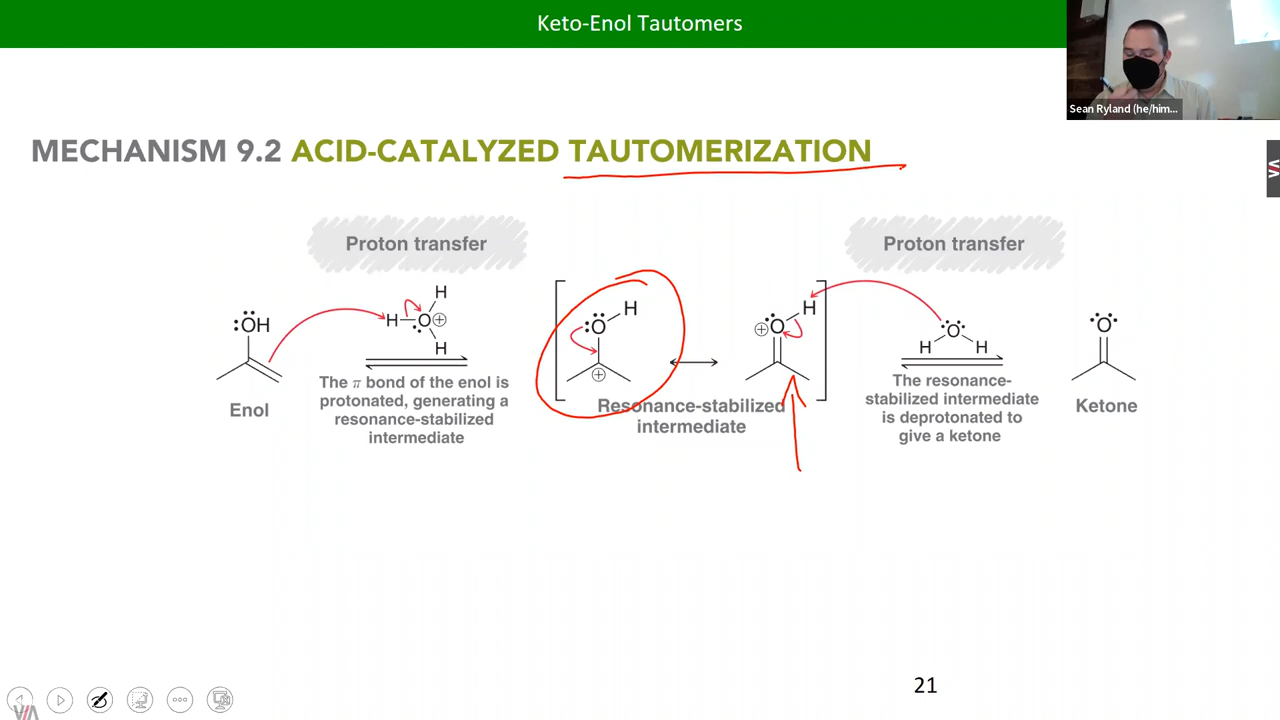 Keto-Enol Tautomers
Sean Ryland (he/him...
MECHANISM 9.2 ACID-CATALYZED TAUTOMERIZATION
Proton transfer
Proton transfer
:ÖH
H
H
O
⊕
H
Ö
H
⊕
⊕
O
H
Ö
H
H
O
Enol
The π bond of the enol is
protonated, generating a
resonance-stabilized
intermediate
Resonance-stabilized
intermediate
The resonance-
stabilized intermediate
is deprotonated to
give a ketone
Ketone
21